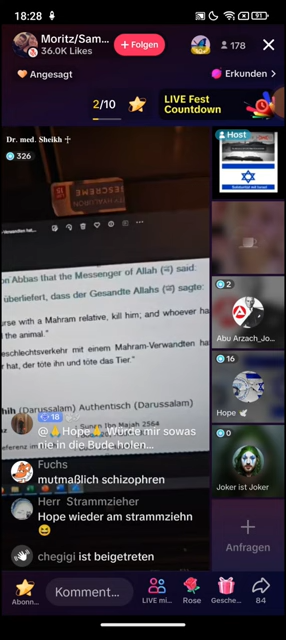 18:28
91
Moritz/Sam...
36.0K Likes
+ Folgen
178
Angesagt
Erkunden >
2/10
LIVE Fest
Countdown
Dr. med. Sheikh ☥
326
Host
on Abbas that the Messenger of Allah (ﷺ) said:
überliefert, dass der Gesandte Allahs (ﷺ) sagte:
urse with a Mahram relative, kill him; and whoever ha
the animal."
eschlechtsverkehr mit einem Mahram-Verwandten ha
r hat, der töte ihn und töte das Tier."
hih (Darussalam) Authentisch (Darussalam)
Sunan Ibn Majah 2564
18
@🙏Hope🙏 Würde mir sowas
nie in die Bude holen...
Fuchs
mutmaßlich schizophren
Herr Strammzieher
Hope wieder am strammziehn
😄
chegigi ist beigetreten
2
Abu Arzach_Jo...
16
Hope 🕊
0
Joker ist Joker
+
Anfragen
Abonn...
Komment...
LIVE mi...
Rose
Gesche...
84